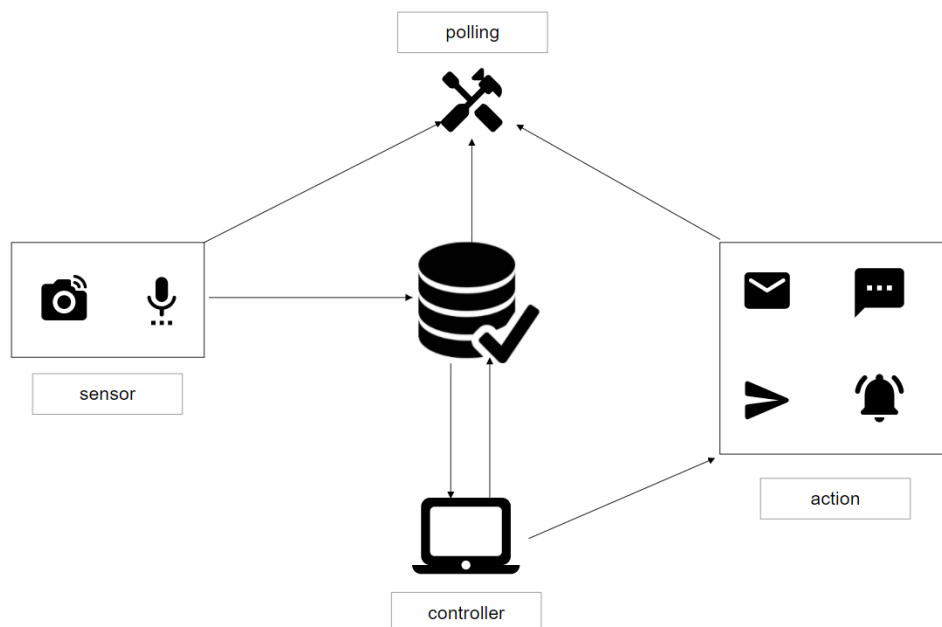 polling
sensor
action
controller